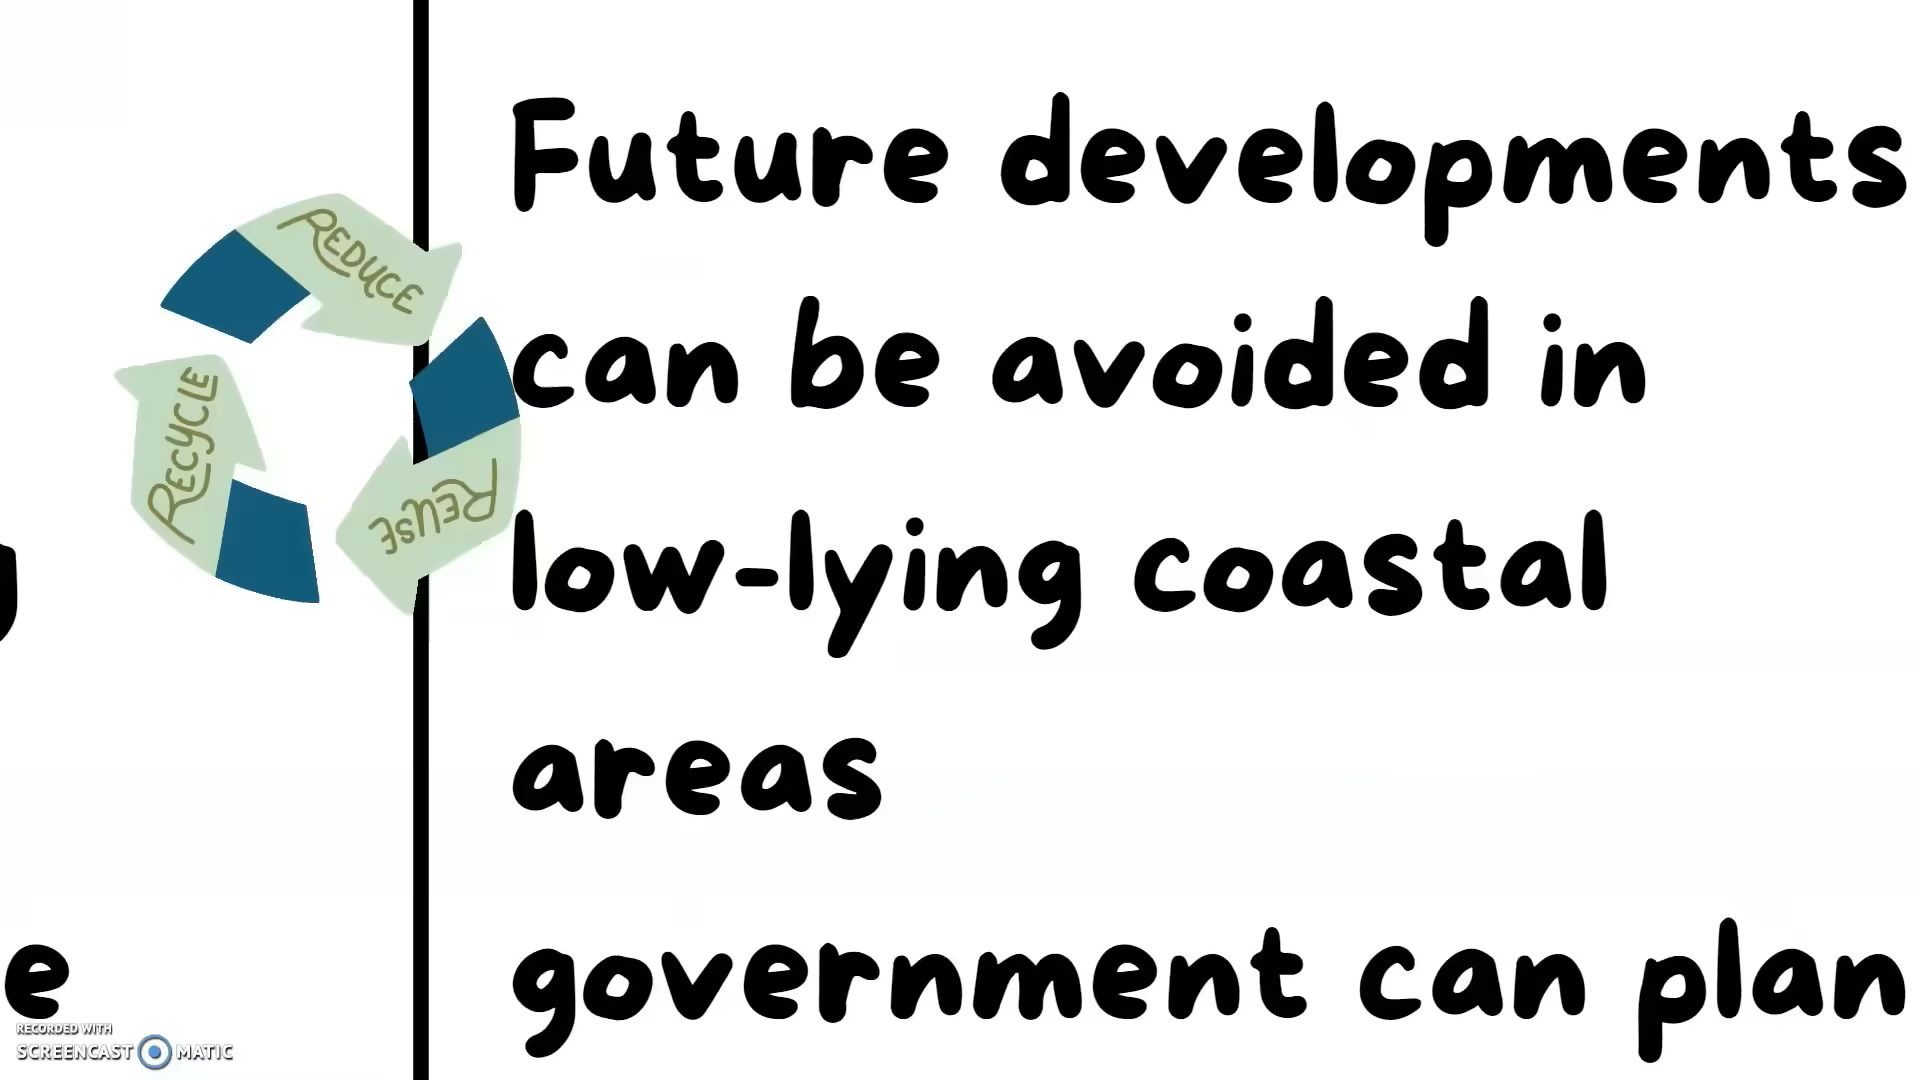 REDUCE
REUSE
RECYCLE
Future developments
can be avoided in
low-lying coastal
areas
government can plan
e
RECORDED WITH
SCREENCAST MATIC